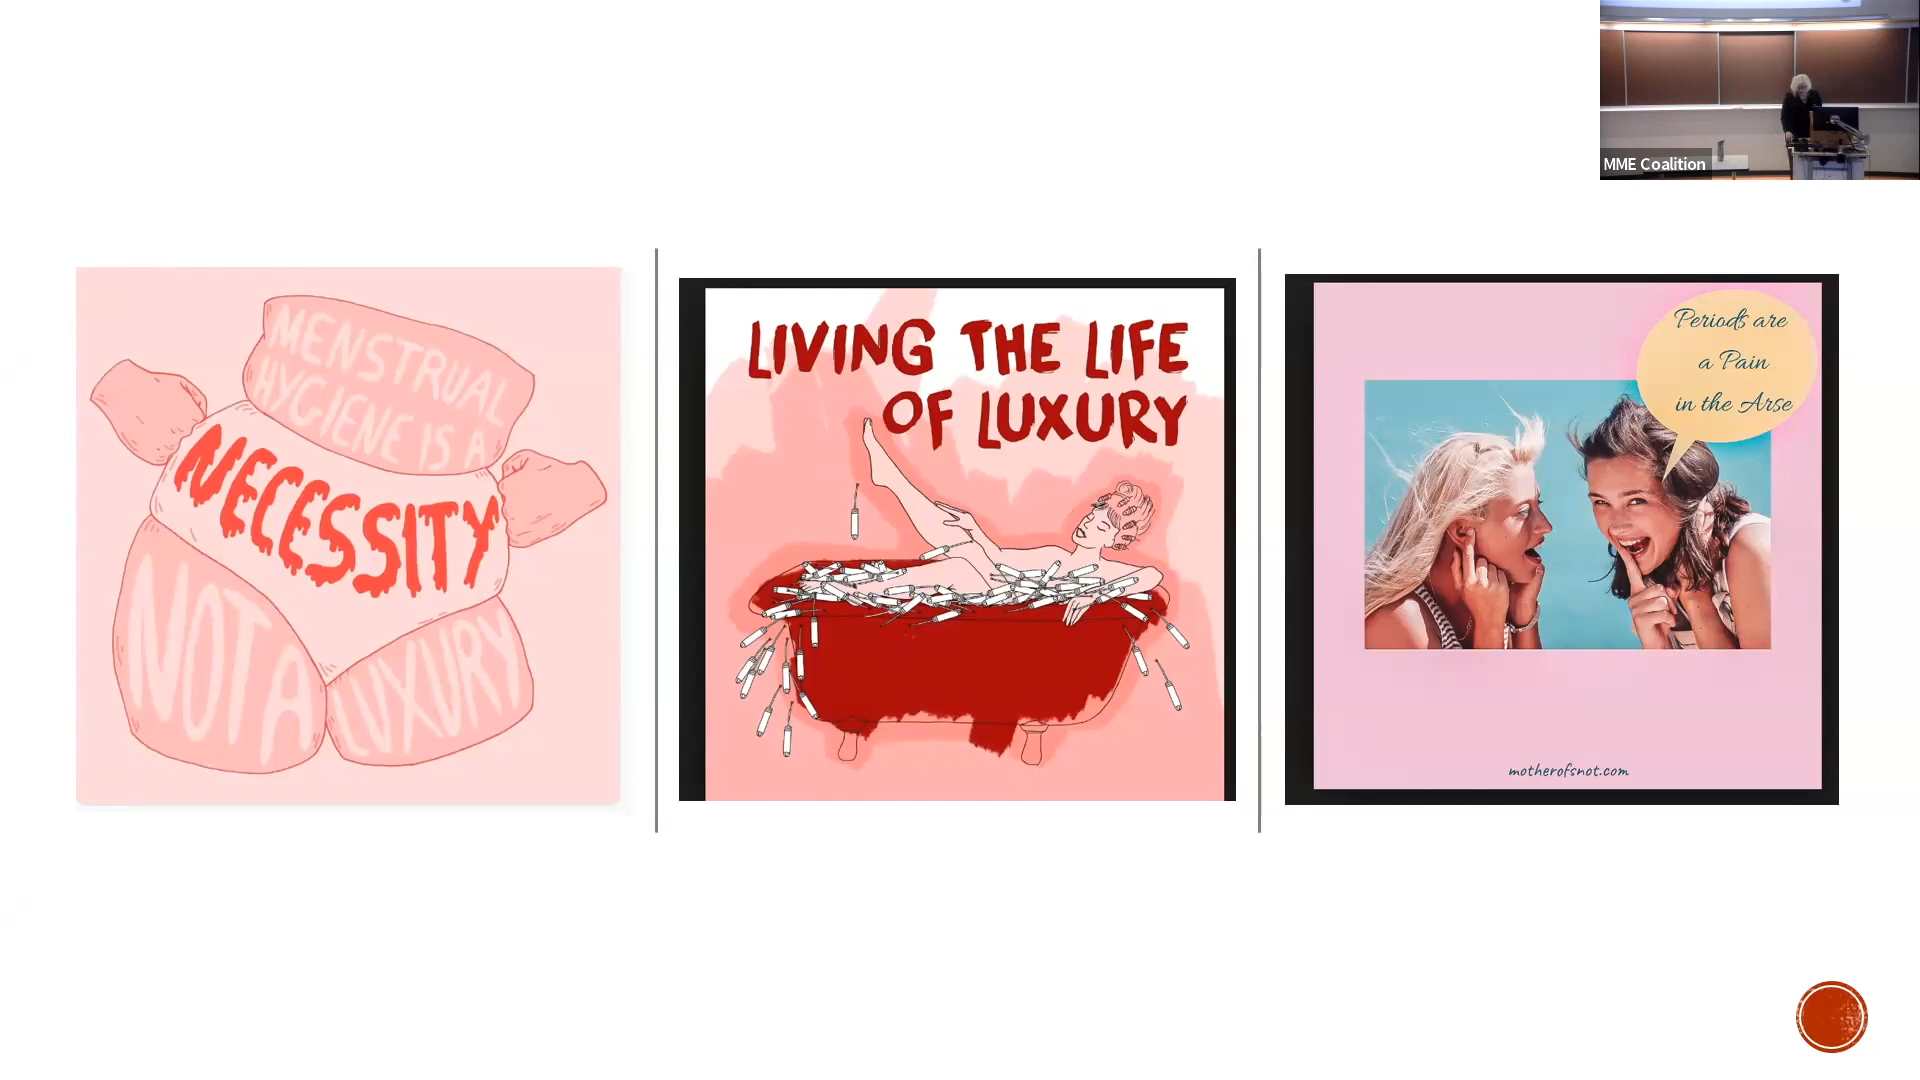 MME Coalition
MENSTRUAL
HYGIENE IS A
NECESSITY
NOT A
LUXURY
LIVING THE LIFE
OF LUXURY
Periods are
a Pain
in the Arse
motherofsnot.com